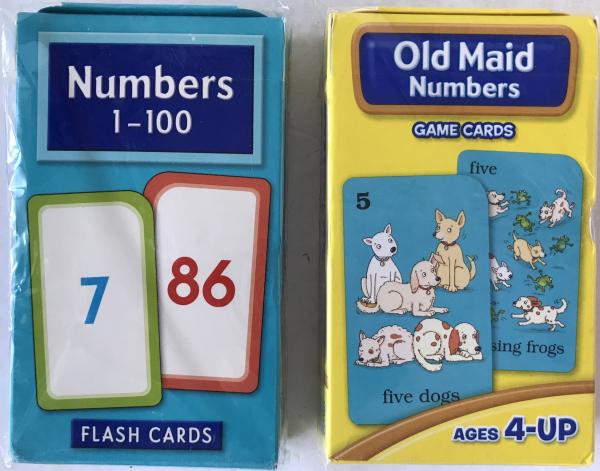 Numbers
1-100
7
86
FLASH CARDS
Old Maid
Numbers
GAME CARDS
5
five dogs
five
sing frogs
AGES 4-UP